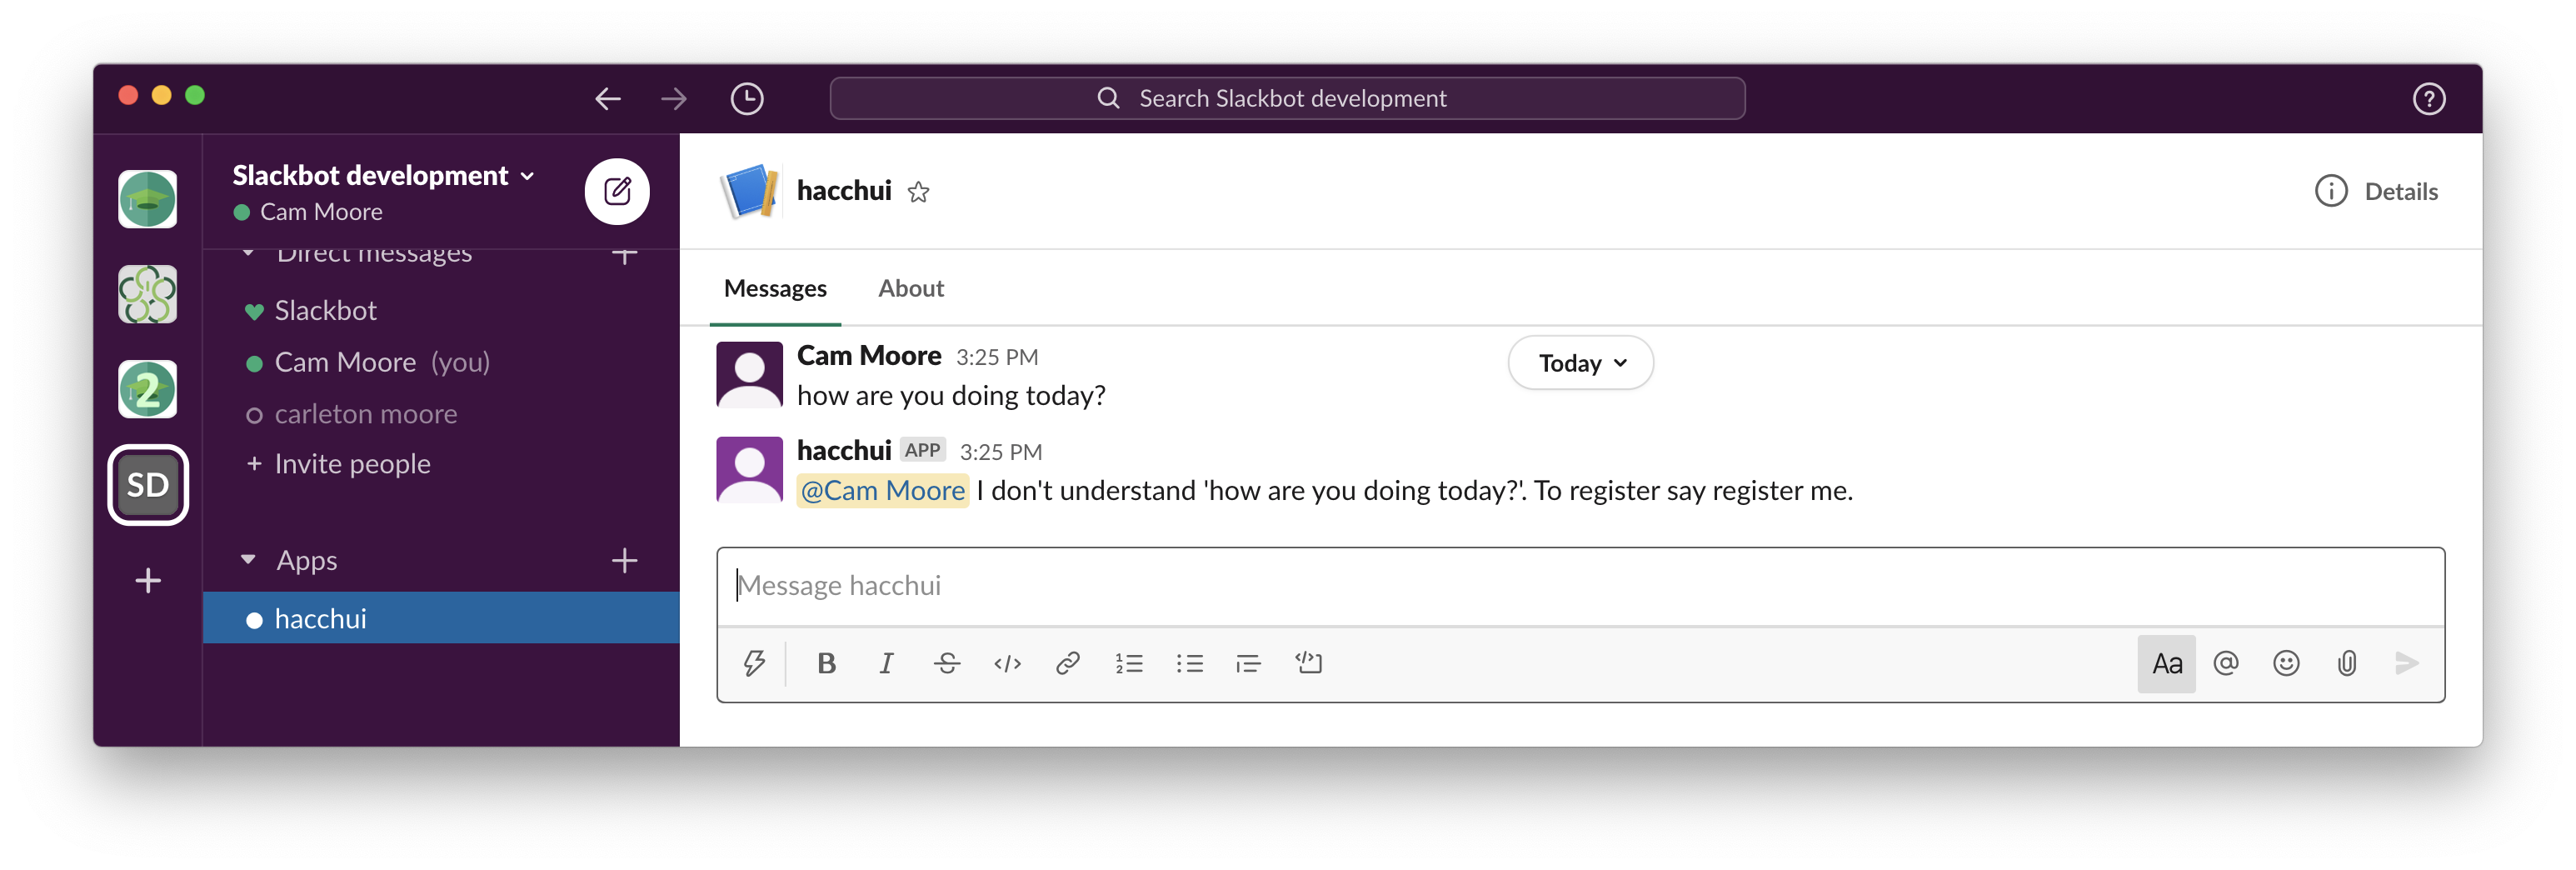 Search Slackbot development
Slackbot development
Cam Moore
Direct messages
Slackbot
Cam Moore (you)
carleton moore
+ Invite people
2
SD
Apps
hacchui
hacchui
Details
Messages About
Today
Cam Moore 3:25 PM
how are you doing today?
hacchui APP 3:25 PM
@Cam Moore I don't understand 'how are you doing today?'. To register say register me.
Message hacchui
B I S </> Aa @